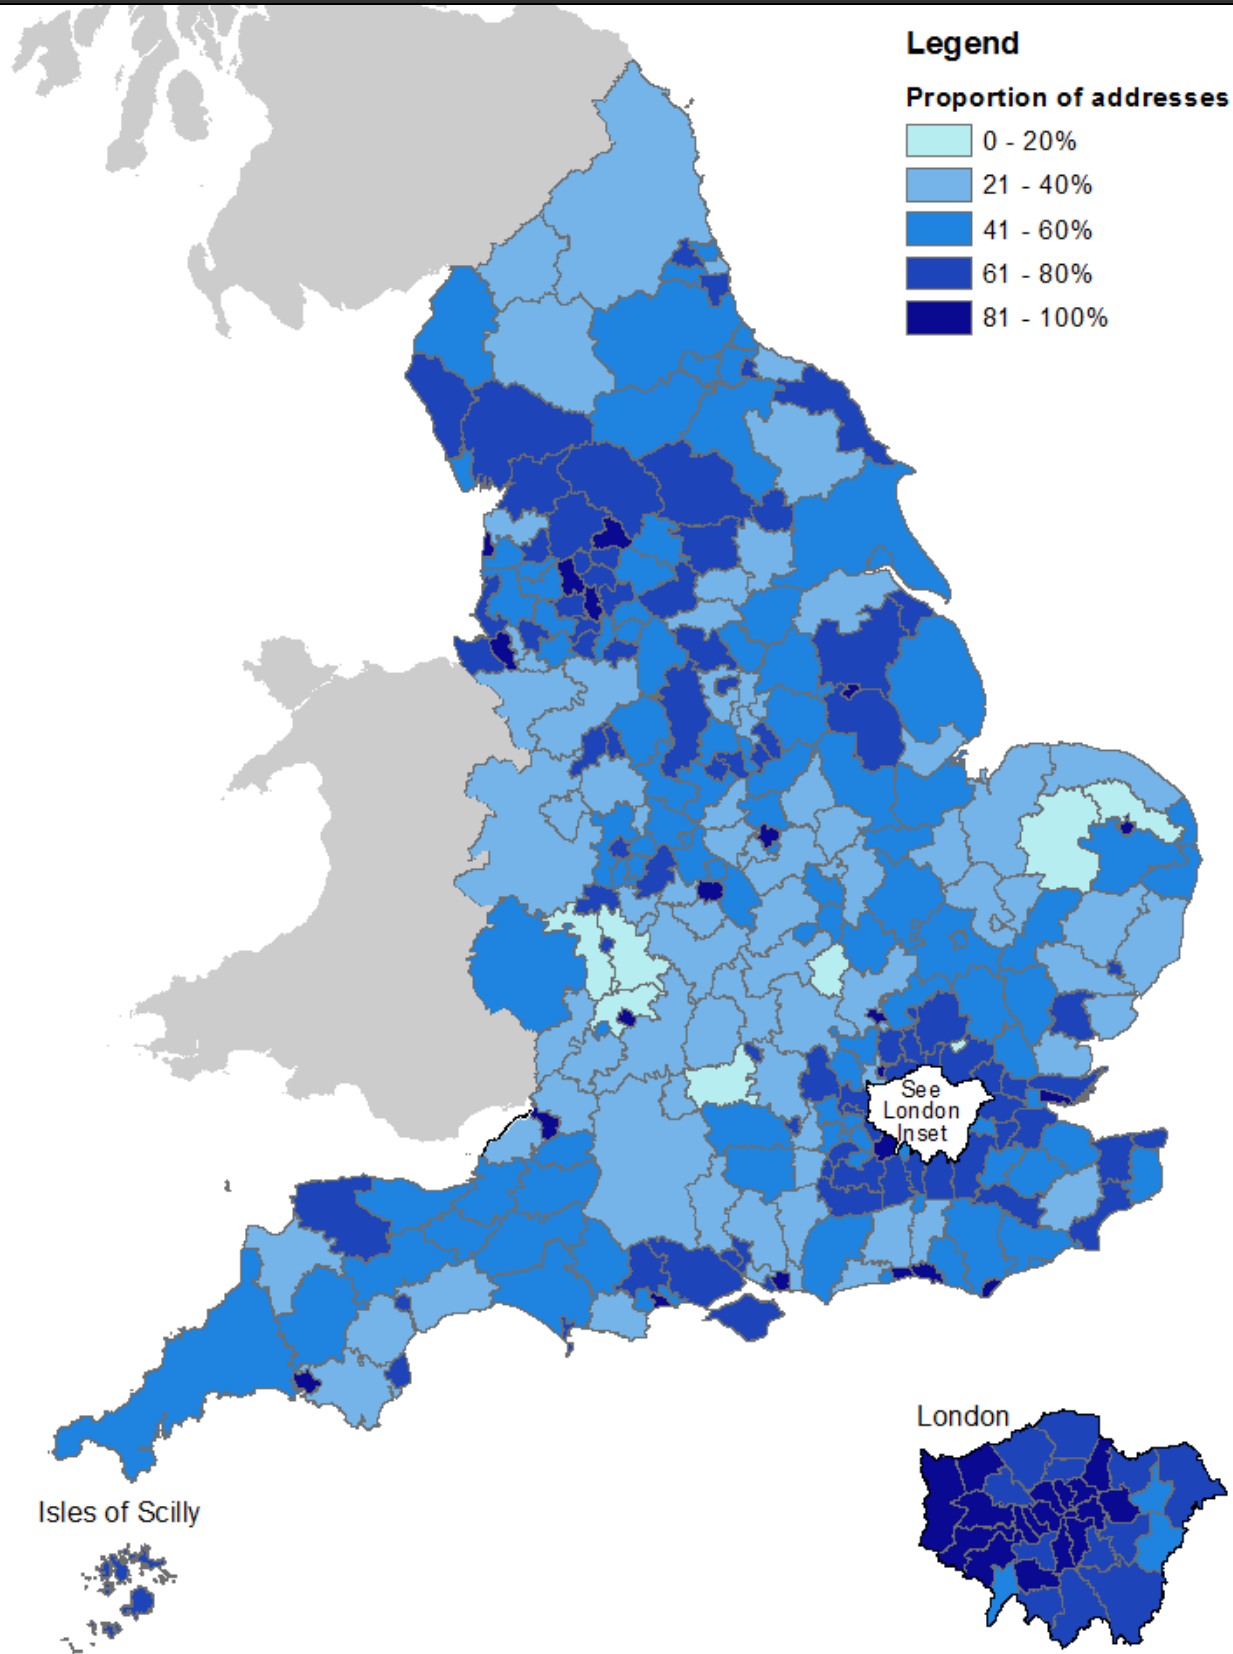 Legend
Proportion of addresses
0 - 20%
21 - 40%
41 - 60%
61 - 80%
81 - 100%
See
London
Inset
London
Isles of Scilly